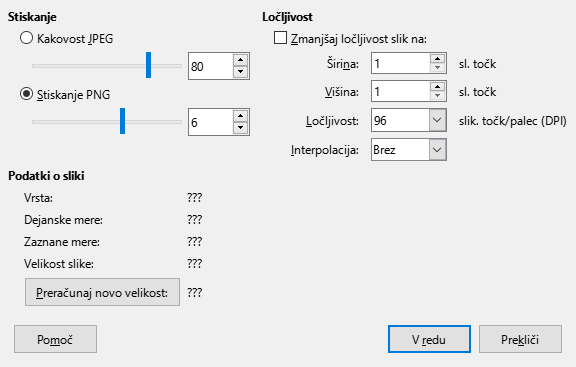 Stiskanje
Kakovost JPEG
80
Stiskanje PNG
6
Ločljivost
Zmanjšaj ločljivost slik na:
Širina: 1 sl. točk
Višina: 1 sl. točk
Ločljivost: 96 slik. točk/palec (DPI)
Interpolacija: Brez
Podatki o sliki
Vrsta: ???
Dejanske mere: ???
Zaznane mere: ???
Velikost slike: ???
Preračunaj novo velikost: ???
Pomoč
V redu
Prekliči